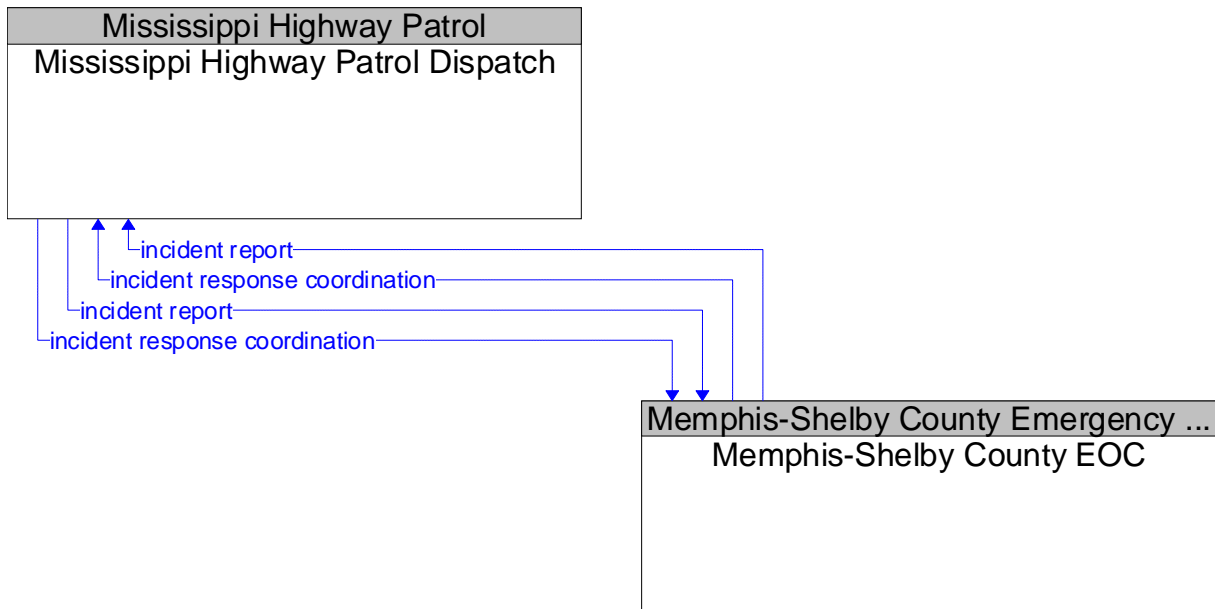 Mississippi Highway Patrol
Mississippi Highway Patrol Dispatch
incident report
incident response coordination
incident report
incident response coordination
Memphis-Shelby County Emergency ...
Memphis-Shelby County EOC